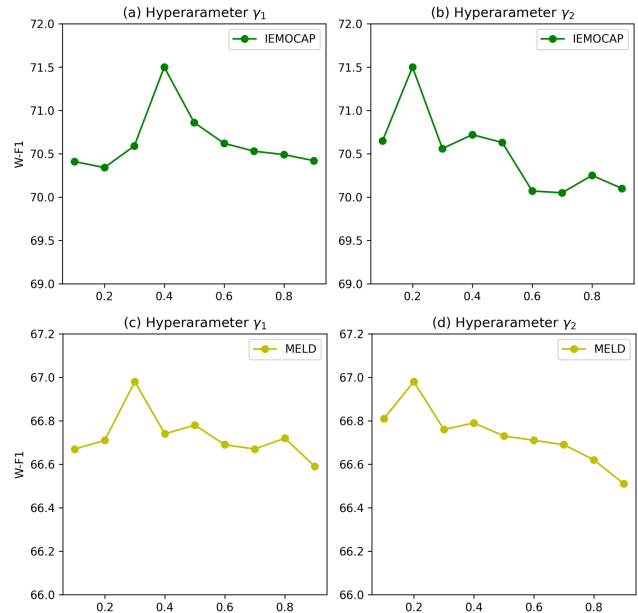 (a) Hyperarameter γ1
72.0
71.5
71.0
70.5
70.0
69.5
69.0
W-F1
0.2 0.4 0.6 0.8
IEMOCAP
(b) Hyperarameter γ2
72.0
71.5
71.0
70.5
70.0
69.5
69.0
0.2 0.4 0.6 0.8
IEMOCAP
(c) Hyperarameter γ1
67.2
67.0
66.8
66.6
66.4
66.2
66.0
W-F1
0.2 0.4 0.6 0.8
MELD
(d) Hyperarameter γ2
67.2
67.0
66.8
66.6
66.4
66.2
66.0
0.2 0.4 0.6 0.8
MELD